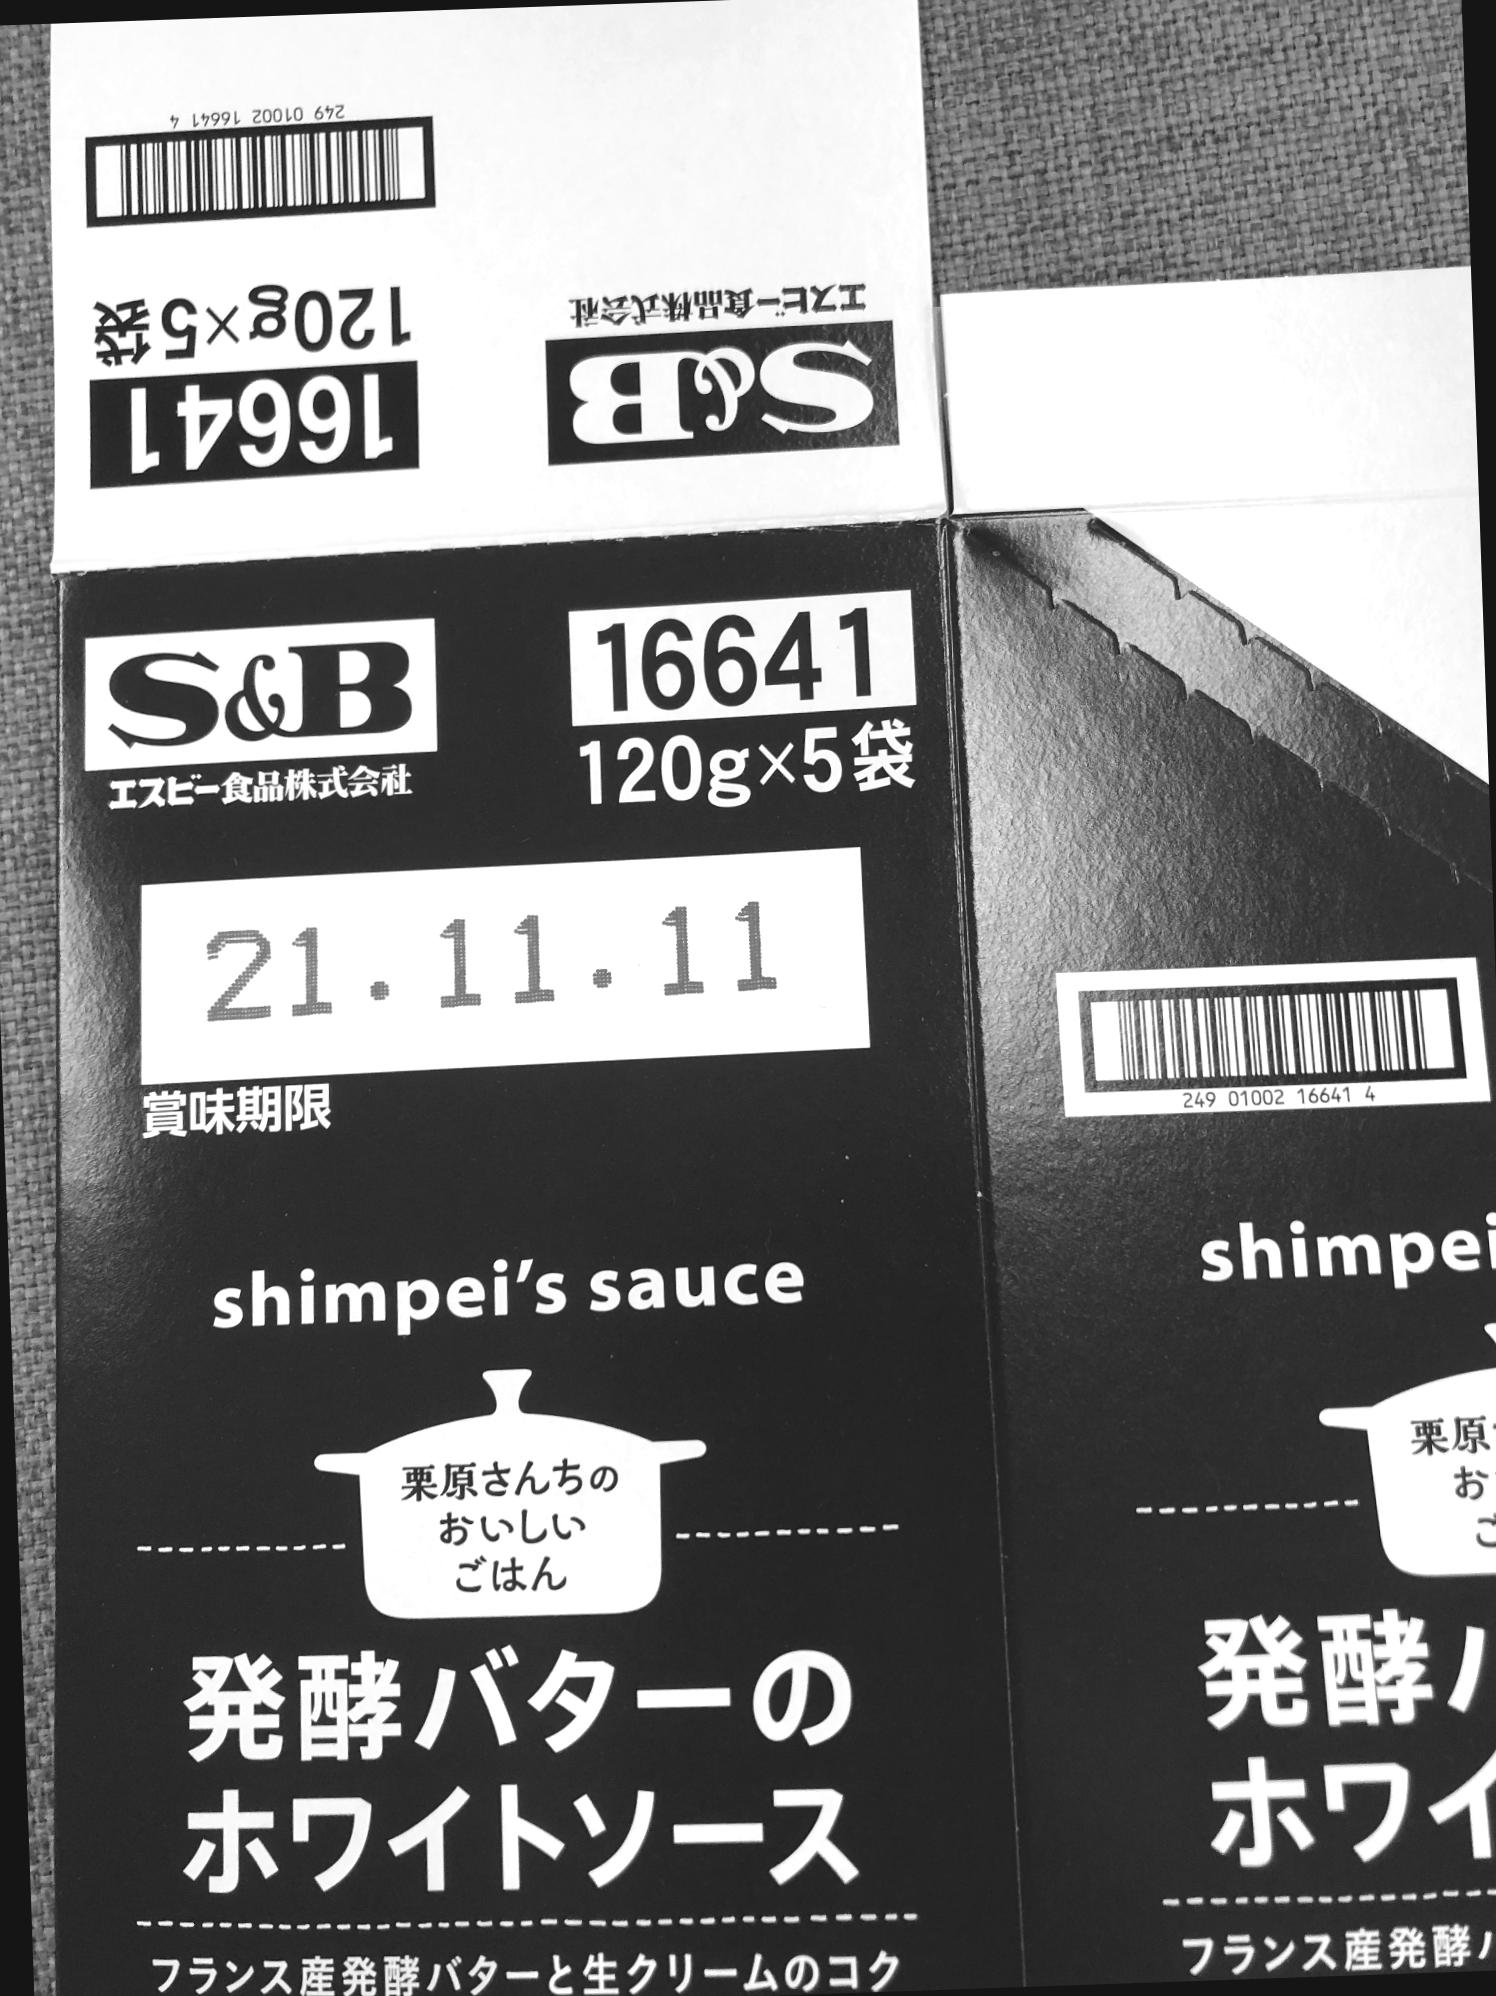 249 01002 16641 4
120g×5袋
16641
エスビー食品株式会社
S&B
S&B
エスビー食品株式会社
16641
120g×5袋
21.11.11
賞味期限
shimpei's sauce
栗原さんちの
おいしい
ごはん
発酵バターの
ホワイトソース
フランス産発酵バターと生クリームのコク
249 01002 16641 4
shimpei
栗原
お
ご
発酵バ
ホワイ
フランス産発酵バ